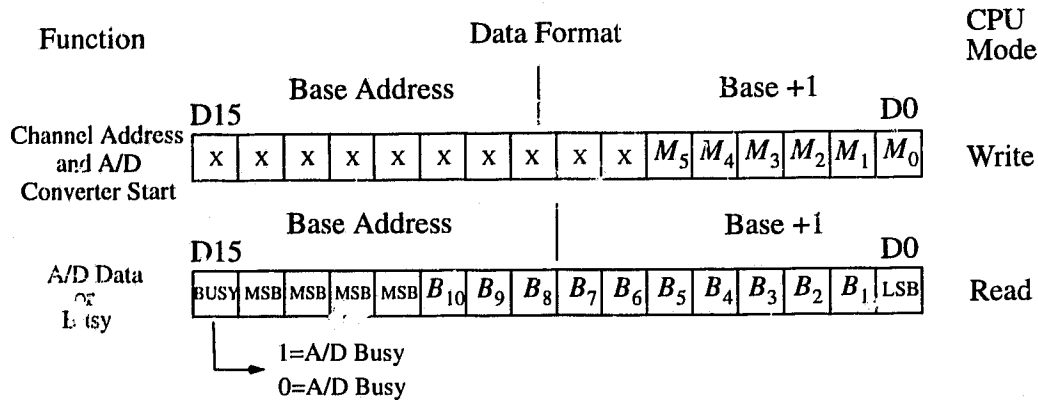 Function Data Format CPU Mode
Base Address Base +1
D15 D0
Channel Address and A/D Converter Start
X X X X X X X X X X M5 M4 M3 M2 M1 M0
Write
Base Address Base +1
D15 D0
A/D Data or Busy
BUSY MSB MSB MSB MSB B10 B9 B8 B7 B6 B5 B4 B3 B2 B1 LSB
Read
1=A/D Busy
0=A/D Busy